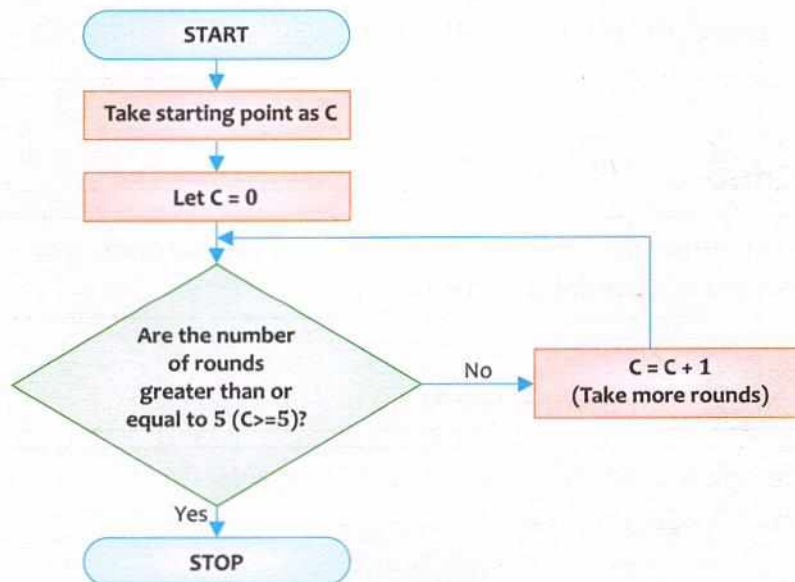 START
Take starting point as C
Let C = 0
Are the number
of rounds
greater than or
equal to 5 (C>=5)?
No
C = C + 1
(Take more rounds)
Yes
STOP